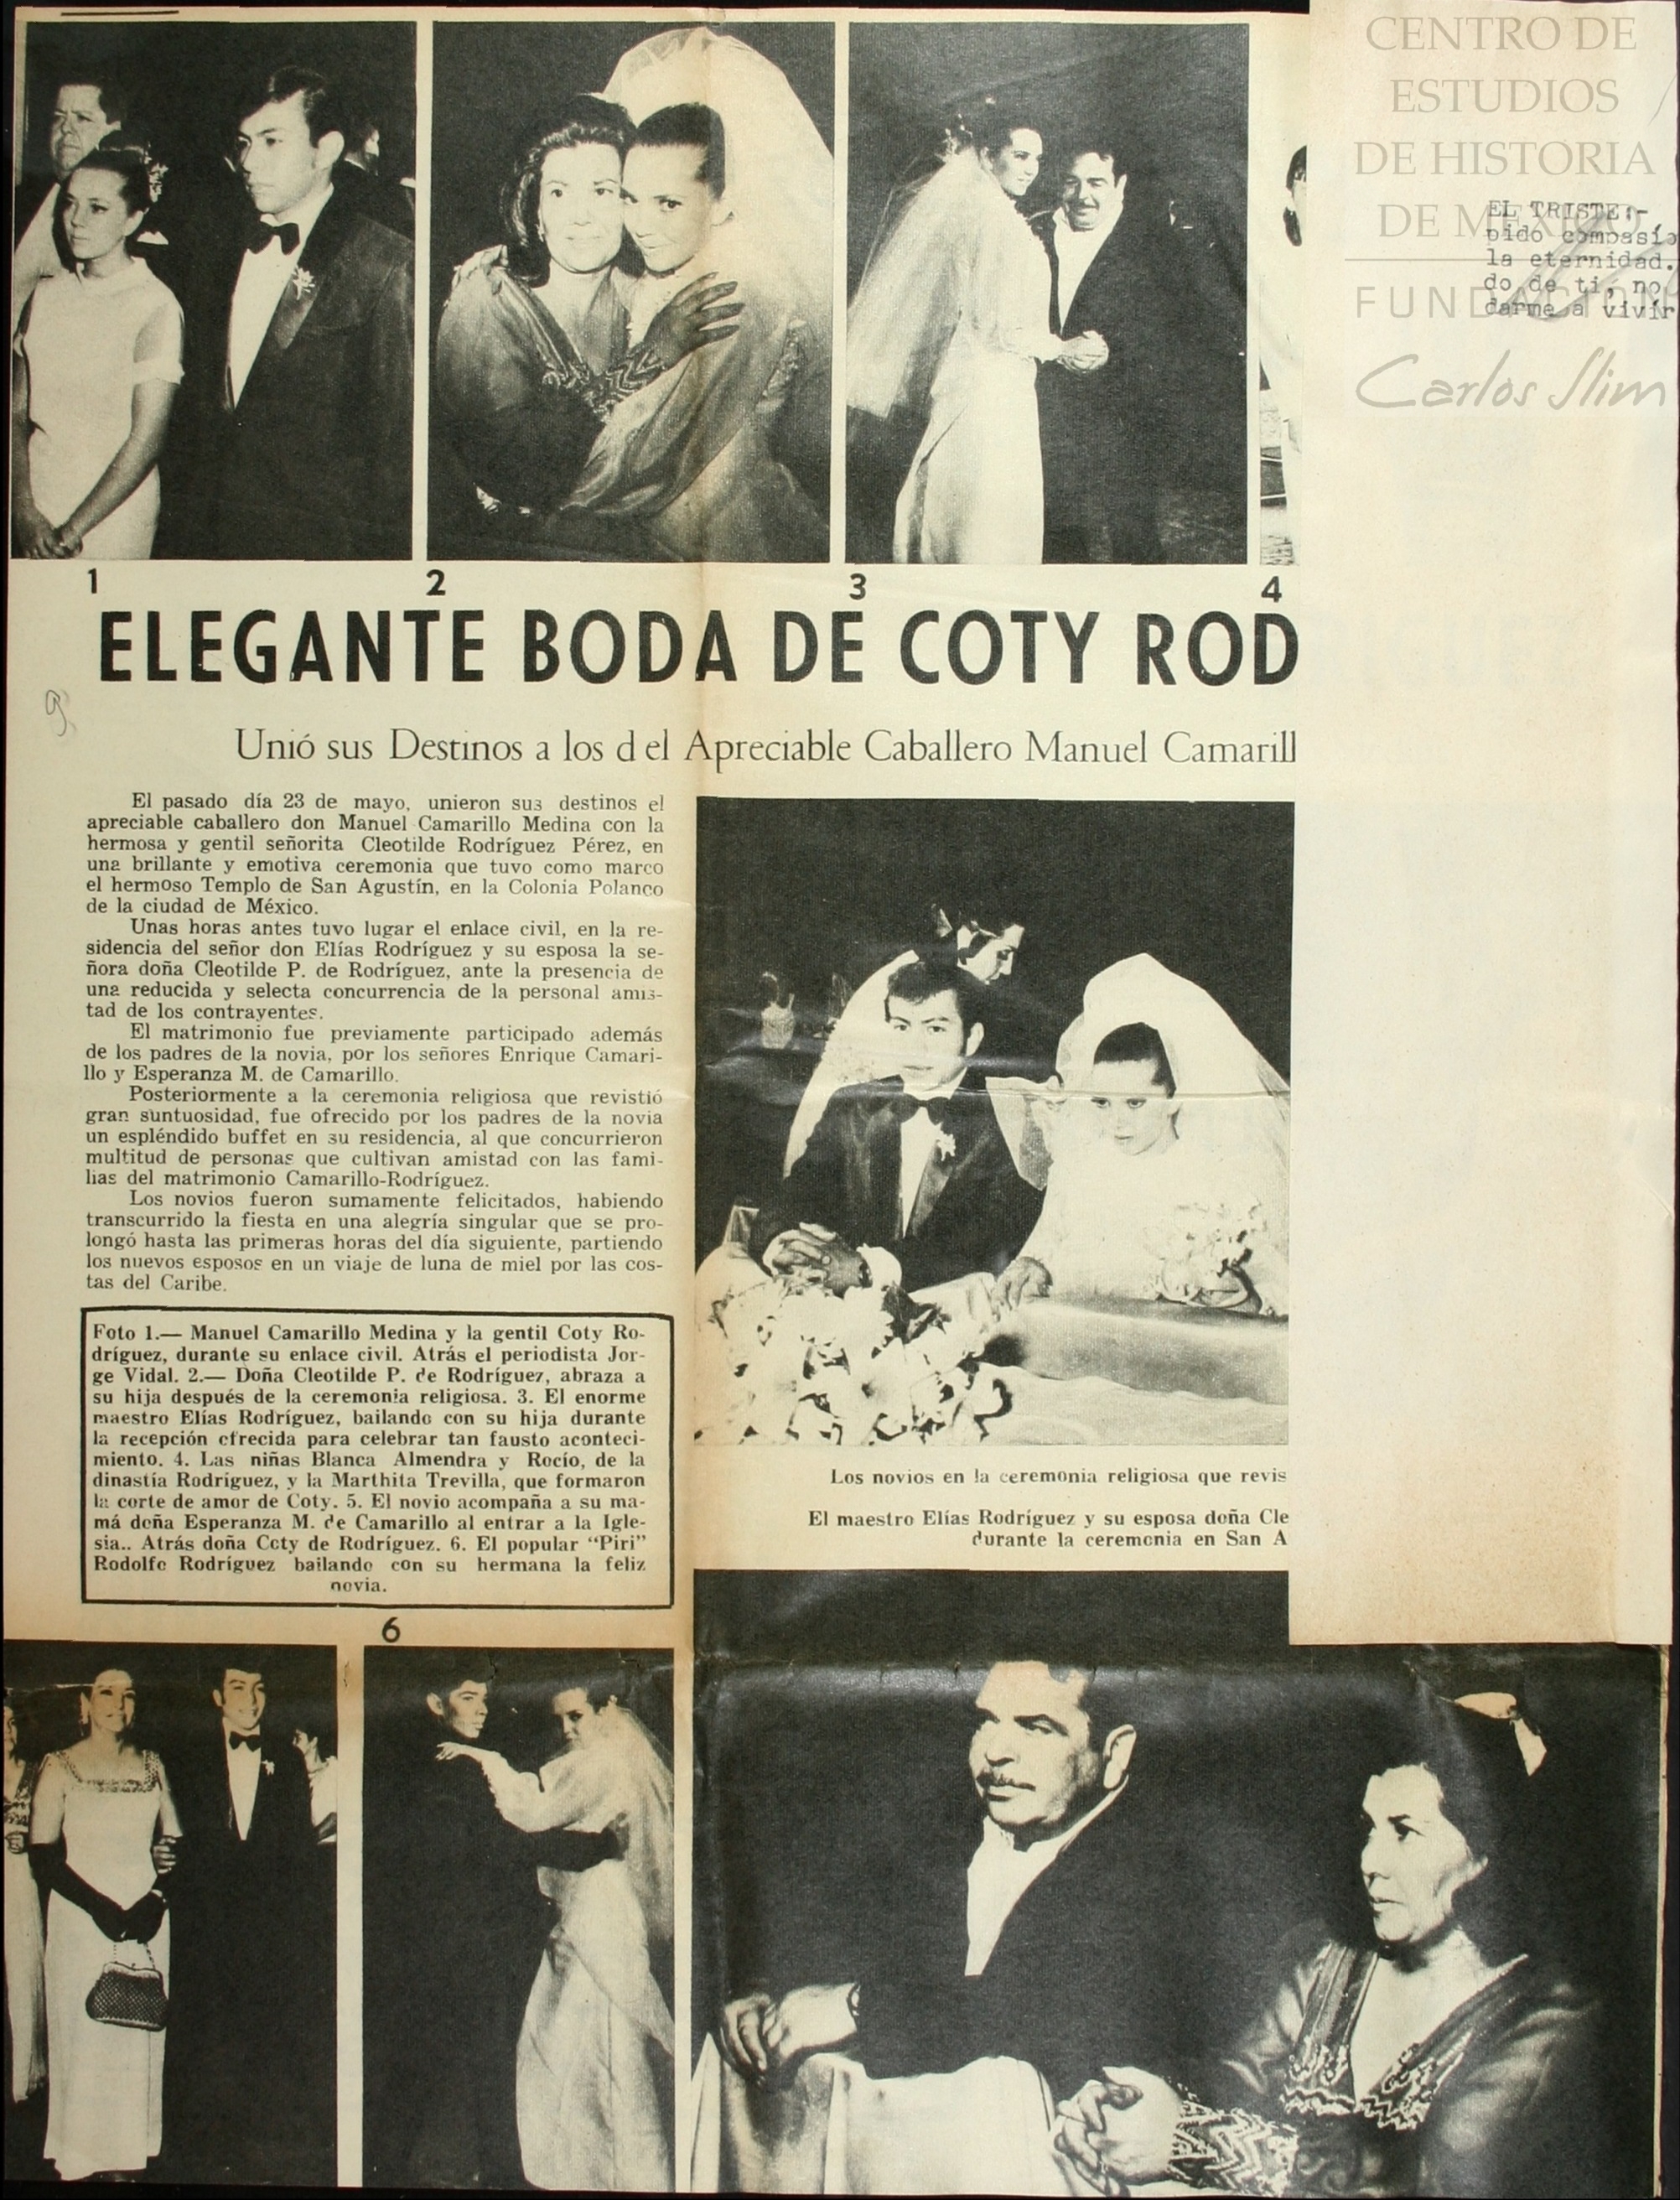 CENTRO DE
ESTUDIOS
DE HISTORIA
DE MÉXICO
FUNDACIÓN
Carlos Slim
EL TRISTE:-
pido compasió
la eternidad.
do de ti, no
darme a vivir
1
2
3
4
ELEGANTE BODA DE COTY ROD
Unió sus Destinos a los d el Apreciable Caballero Manuel Camarill
El pasado día 23 de mayo, unieron sus destinos el
apreciable caballero don Manuel Camarillo Medina con la
hermosa y gentil señorita Cleotilde Rodríguez Pérez, en
una brillante y emotiva ceremonia que tuvo como marco
el hermoso Templo de San Agustín, en la Colonia Polanco
de la ciudad de México.
Unas horas antes tuvo lugar el enlace civil, en la re-
sidencia del señor don Elías Rodríguez y su esposa la se-
ñora doña Cleotilde P. de Rodríguez, ante la presencia de
una reducida y selecta concurrencia de la personal amis-
tad de los contrayentes.
El matrimonio fue previamente participado además
de los padres de la novia, por los señores Enrique Camari-
llo y Esperanza M. de Camarillo.
Posteriormente a la ceremonia religiosa que revistió
gran suntuosidad, fue ofrecido por los padres de la novia
un espléndido buffet en su residencia, al que concurrieron
multitud de personas que cultivan amistad con las fami-
lias del matrimonio Camarillo-Rodríguez.
Los novios fueron sumamente felicitados, habiendo
transcurrido la fiesta en una alegría singular que se pro-
longó hasta las primeras horas del día siguiente, partiendo
los nuevos esposos en un viaje de luna de miel por las cos-
tas del Caribe.
Foto 1.— Manuel Camarillo Medina y la gentil Coty Ro-
dríguez, durante su enlace civil. Atrás el periodista Jor-
ge Vidal. 2.— Doña Cleotilde P. de Rodríguez, abraza a
su hija después de la ceremonia religiosa. 3. El enorme
maestro Elías Rodríguez, bailando con su hija durante
la recepción ofrecida para celebrar tan fausto aconteci-
miento. 4. Las niñas Blanca Almendra y Rocío, de la
dinastía Rodríguez, y la Marthita Trevilla, que formaron
la corte de amor de Coty. 5. El novio acompaña a su ma-
má doña Esperanza M. de Camarillo al entrar a la Igle-
sia.. Atrás doña Coty de Rodríguez. 6. El popular "Piri"
Rodolfo Rodríguez bailando con su hermana la feliz
novia.
Los novios en la ceremonia religiosa que revis
El maestro Elías Rodríguez y su esposa doña Cle
durante la ceremonia en San A
6